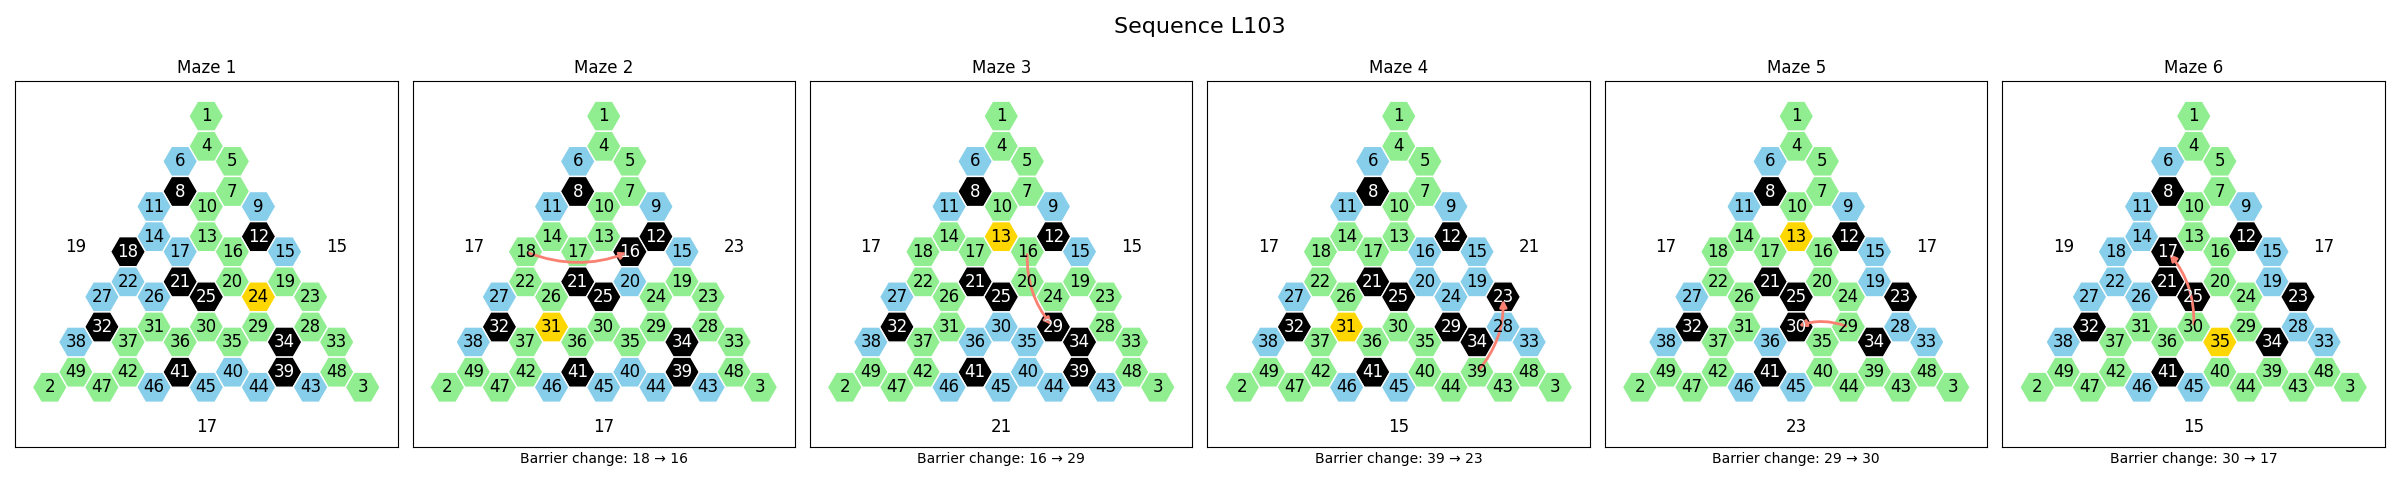 Sequence L103
Maze 1 Maze 2 Maze 3 Maze 4 Maze 5 Maze 6
1 1 1 1 1 1
4 4 4 4 4 4
6 5 6 5 6 5 6 5 6 5 6 5
8 7 8 7 8 7 8 7 8 7 8 7
11 10 9 11 10 9 11 10 9 11 10 9 11 10 9 11 10 9
14 13 12 14 13 12 14 13 12 14 13 12 14 13 12 14 13 12
19 15 17 23 17 15 17 21 17 17 19 17
18 17 16 15 18 17 16 15 18 17 16 15 18 17 16 15 18 17 16 15 18 17 16 15
22 21 20 19 22 21 20 19 22 21 20 19 22 21 20 19 22 21 20 19 22 21 20 19
27 26 25 24 23 27 26 25 24 23 27 26 25 24 23 27 26 25 24 23 27 26 25 24 23 27 26 25 24 23
32 31 30 29 28 32 31 30 29 28 32 31 30 29 28 32 31 30 29 28 32 31 30 29 28 32 31 30 29 28
38 37 36 35 34 33 38 37 36 35 34 33 38 37 36 35 34 33 38 37 36 35 34 33 38 37 36 35 34 33 38 37 36 35 34 33
49 42 41 40 39 48 49 42 41 40 39 48 49 42 41 40 39 48 49 42 41 40 39 48 49 42 41 40 39 48 49 42 41 40 39 48
2 47 46 45 44 43 3 2 47 46 45 44 43 3 2 47 46 45 44 43 3 2 47 46 45 44 43 3 2 47 46 45 44 43 3 2 47 46 45 44 43 3
17 17 21 15 23 15
Barrier change: 18 → 16 Barrier change: 16 → 29 Barrier change: 39 → 23 Barrier change: 29 → 30 Barrier change: 30 → 17